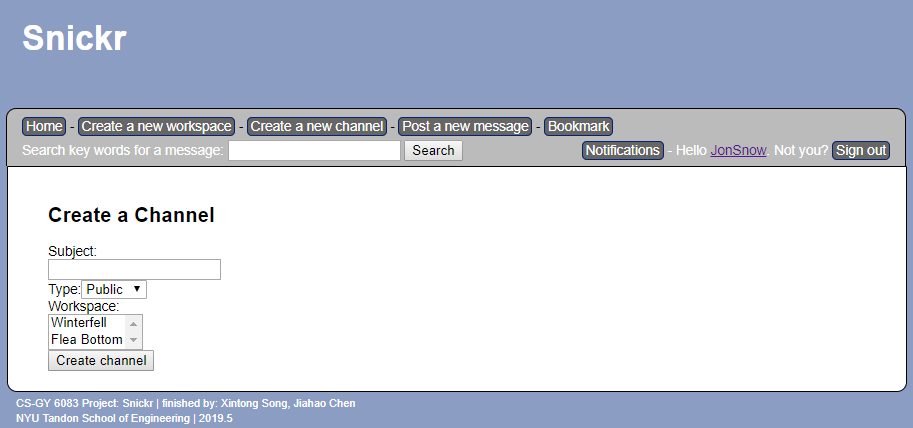 Snickr
Home - Create a new workspace - Create a new channel - Post a new message - Bookmark
Search key words for a message: Search Notifications - Hello JonSnow. Not you? Sign out
Create a Channel
Subject:
Type: Public
Workspace:
Winterfell
Flea Bottom
Create channel
CS-GY 6083 Project: Snickr | finished by: Xintong Song, Jiahao Chen
NYU Tandon School of Engineering | 2019.5